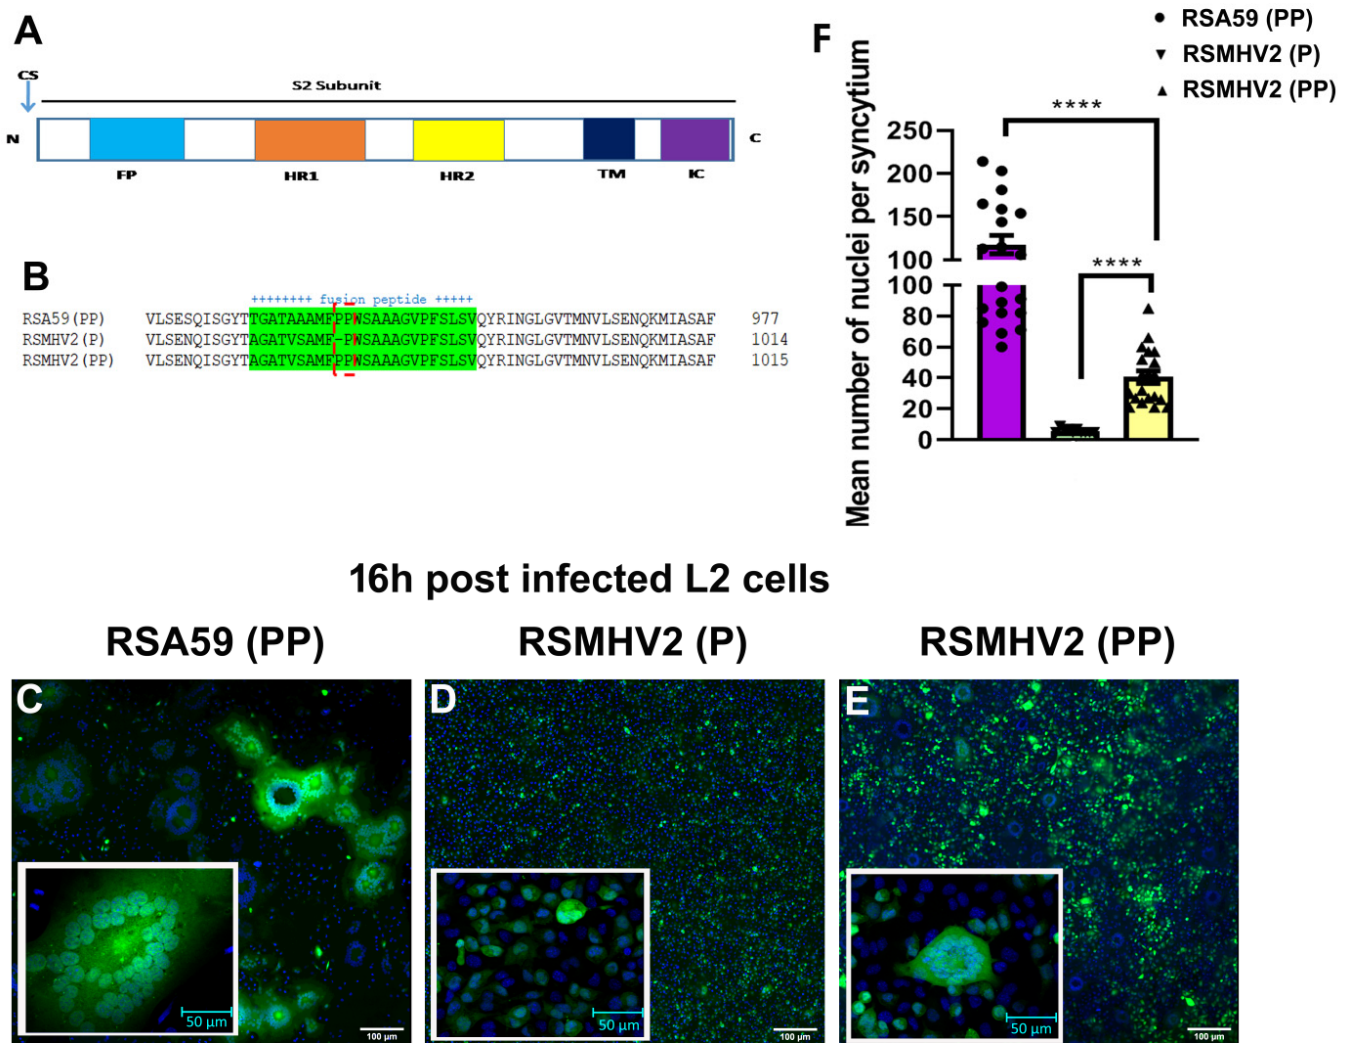 A
CS
S2 Subunit
N
C
FP
HR1
HR2
TM
IC
B
++++++++ fusion peptide +++++
RSA59(PP) VLSESQISGYTTGATAAAMFPPWSAAAGVPFSLSVQYRINGLGVTMNVLSENQKMIASAF 977
RSMHV2(P) VLSESQISGYTAGATVSAMF-PWSAAAGVPFSLSVQYRINGLGVTMNVLSENQKMIASAF 1014
RSMHV2(PP) VLSESQISGYTAGATVSAMFPPWSAAAGVPFSLSVQYRINGLGVTMNVLSENQKMIASAF 1015
F
RSA59 (PP)
RSMHV2 (P)
RSMHV2 (PP)
Mean number of nuclei per syncytium
250
200
150
100
100
80
60
40
20
0
****
****
16h post infected L2 cells
RSA59 (PP)
RSMHV2 (P)
RSMHV2 (PP)
C
50 µm
100 µm
D
50 µm
100 µm
E
50 µm
100 µm